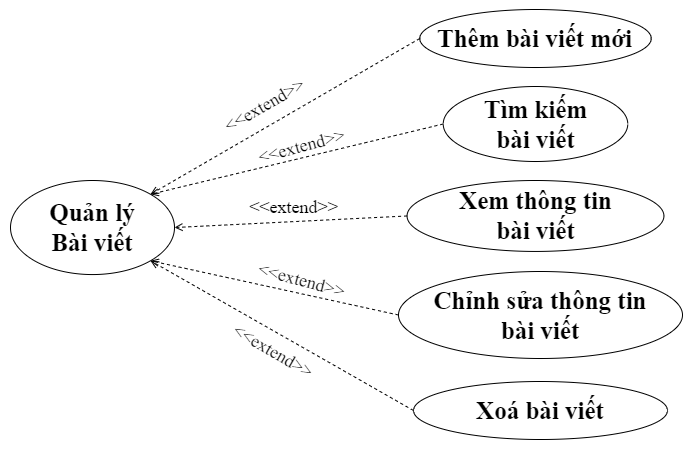 Thêm bài viết mới
<<extend>>
Tìm kiếm
bài viết
<<extend>>
Quản lý
Bài viết
<<extend>>
Xem thông tin
bài viết
<<extend>>
Chỉnh sửa thông tin
bài viết
<<extend>>
Xoá bài viết